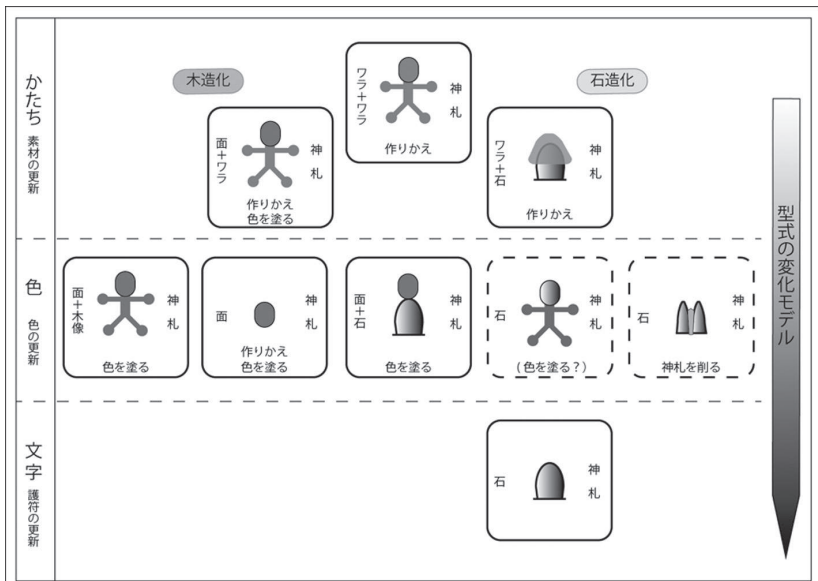 かたち 素材の更新
木造化
石造化
ワラ+ワラ
神札
作りかえ
面+ワラ
神札
作りかえ
色を塗る
ワラ+石
神札
作りかえ
色 色の更新
面+木像
神札
色を塗る
面
神札
作りかえ
色を塗る
面+石
神札
色を塗る
石
神札
(色を塗る?)
石
神札
神札を削る
文字 護符の更新
石
神札
型式の変化モデル